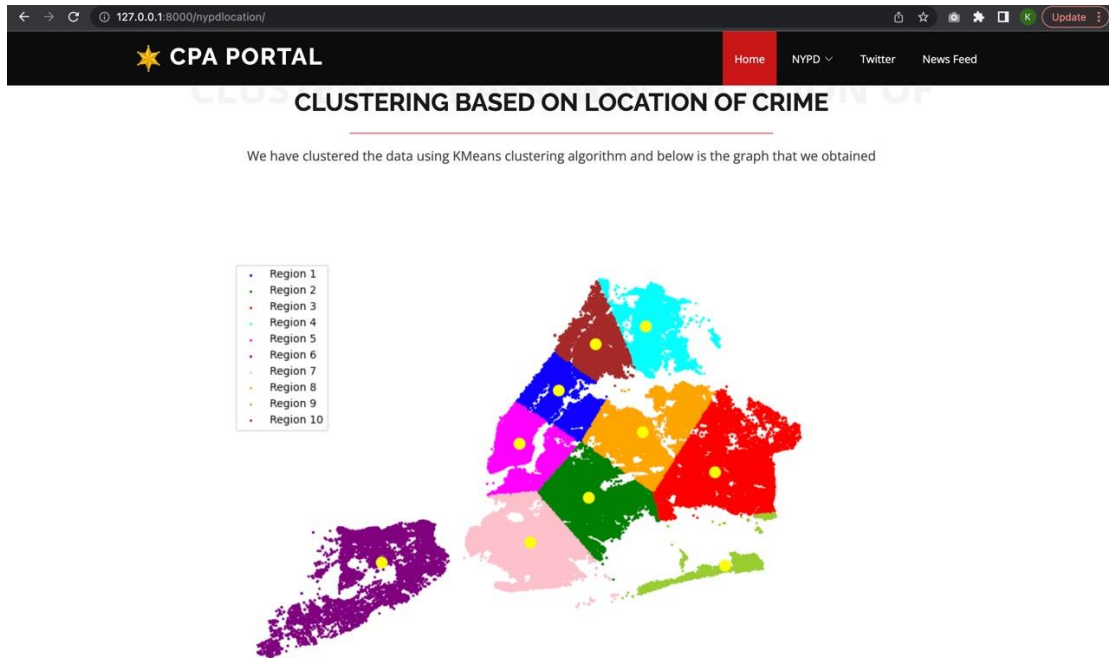 127.0.0.1:8000/nypdlocation/
K
Update
CPA PORTAL
Home
NYPD
Twitter
News Feed
CLUSTERING BASED ON LOCATION OF CRIME
We have clustered the data using KMeans clustering algorithm and below is the graph that we obtained
Region 1
Region 2
Region 3
Region 4
Region 5
Region 6
Region 7
Region 8
Region 9
Region 10